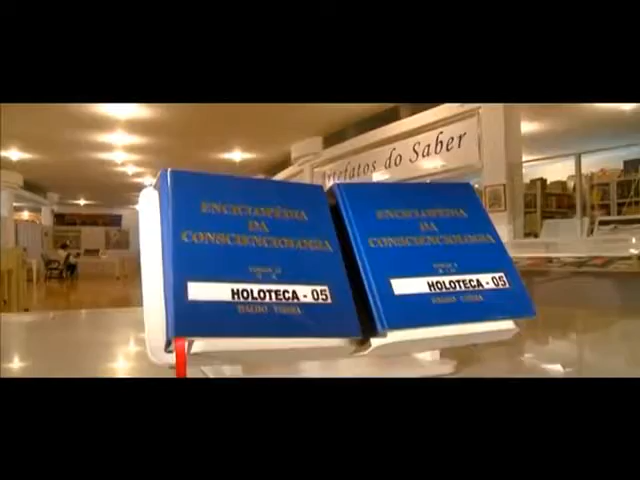 Artefatos do Saber
ENCICLOPÉDIA
DA
CONSCIENCIOLOGIA
HOLOTECA - 05
WALDO VIEIRA
ENCICLOPÉDIA
DA
CONSCIENCIOLOGIA
HOLOTECA - 05
WALDO VIEIRA